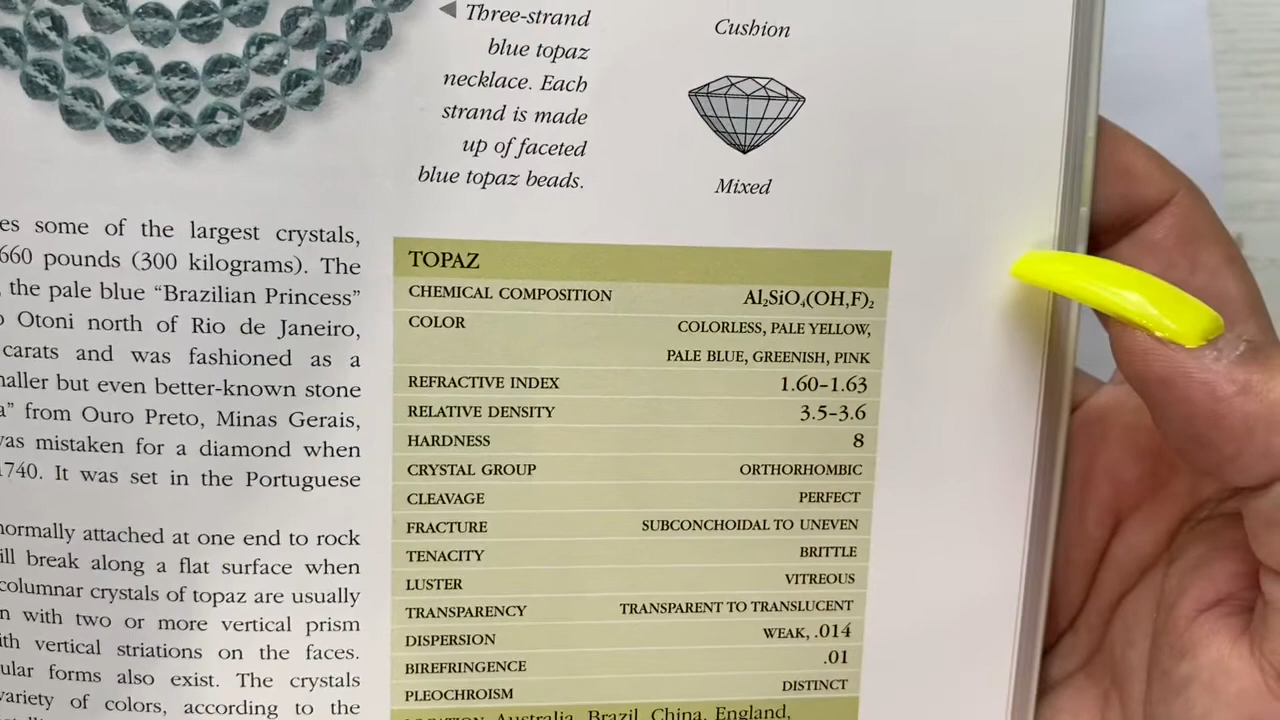 Three-strand
blue topaz
necklace. Each
strand is made
up of faceted
blue topaz beads.
Cushion
Mixed
es some of the largest crystals,
660 pounds (300 kilograms). The
, the pale blue “Brazilian Princess”
Otoni north of Rio de Janeiro,
carats and was fashioned as a
but even better-known stone
from Ouro Preto, Minas Gerais,
was mistaken for a diamond when
1740. It was set in the Portuguese
normally attached at one end to rock
ill break along a flat surface when
columnar crystals of topaz are usually
n with two or more vertical prism
ith vertical striations on the faces.
ular forms also exist. The crystals
variety of colors, according to the
TOPAZ
CHEMICAL COMPOSITION Al₂SiO₄(OH,F)₂
COLOR COLORLESS, PALE YELLOW,
PALE BLUE, GREENISH, PINK
REFRACTIVE INDEX 1.60–1.63
RELATIVE DENSITY 3.5–3.6
HARDNESS 8
CRYSTAL GROUP ORTHORHOMBIC
CLEAVAGE PERFECT
FRACTURE SUBCONCHOIDAL TO UNEVEN
TENACITY BRITTLE
LUSTER VITREOUS
TRANSPARENCY TRANSPARENT TO TRANSLUCENT
DISPERSION WEAK, .014
BIREFRINGENCE .01
PLEOCHROISM DISTINCT
LOCATION Australia, Brazil, China, England,